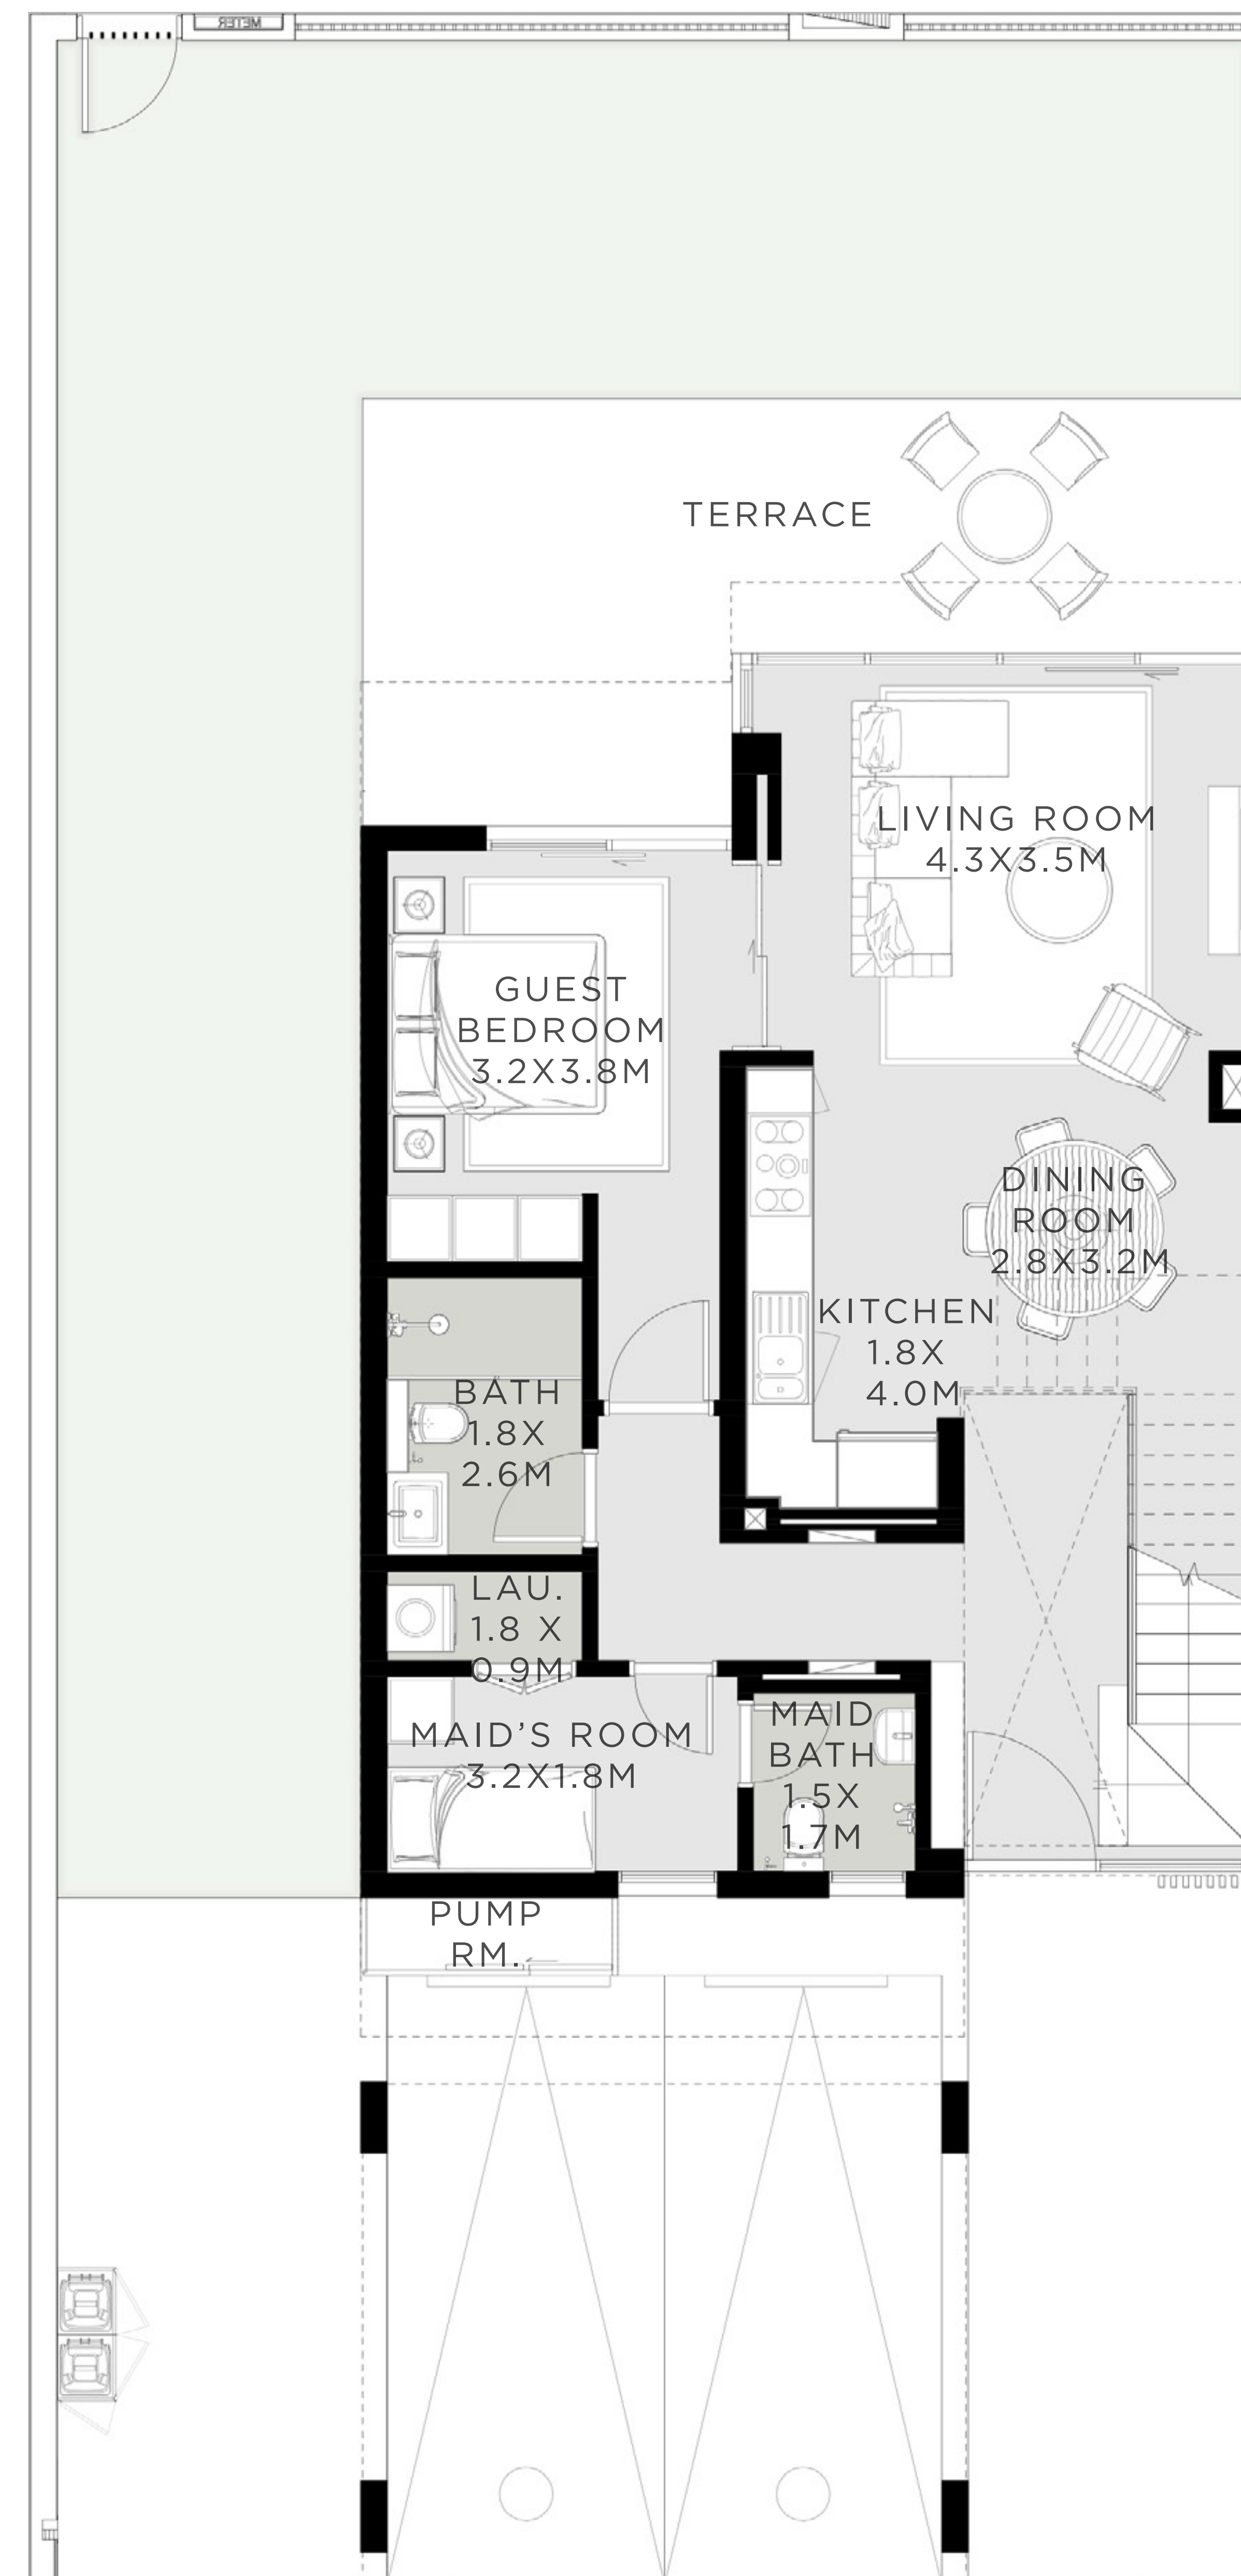 METER
TERRACE
LIVING ROOM
4.3X3.5M
GUEST
BEDROOM
3.2X3.8M
DINING
ROOM
2.8X3.2M
KITCHEN
1.8X
4.0M
BATH
1.8X
2.6M
LAU.
1.8 X
0.9M
MAID'S ROOM
3.2X1.8M
MAID
BATH
1.5X
1.7M
PUMP
RM.